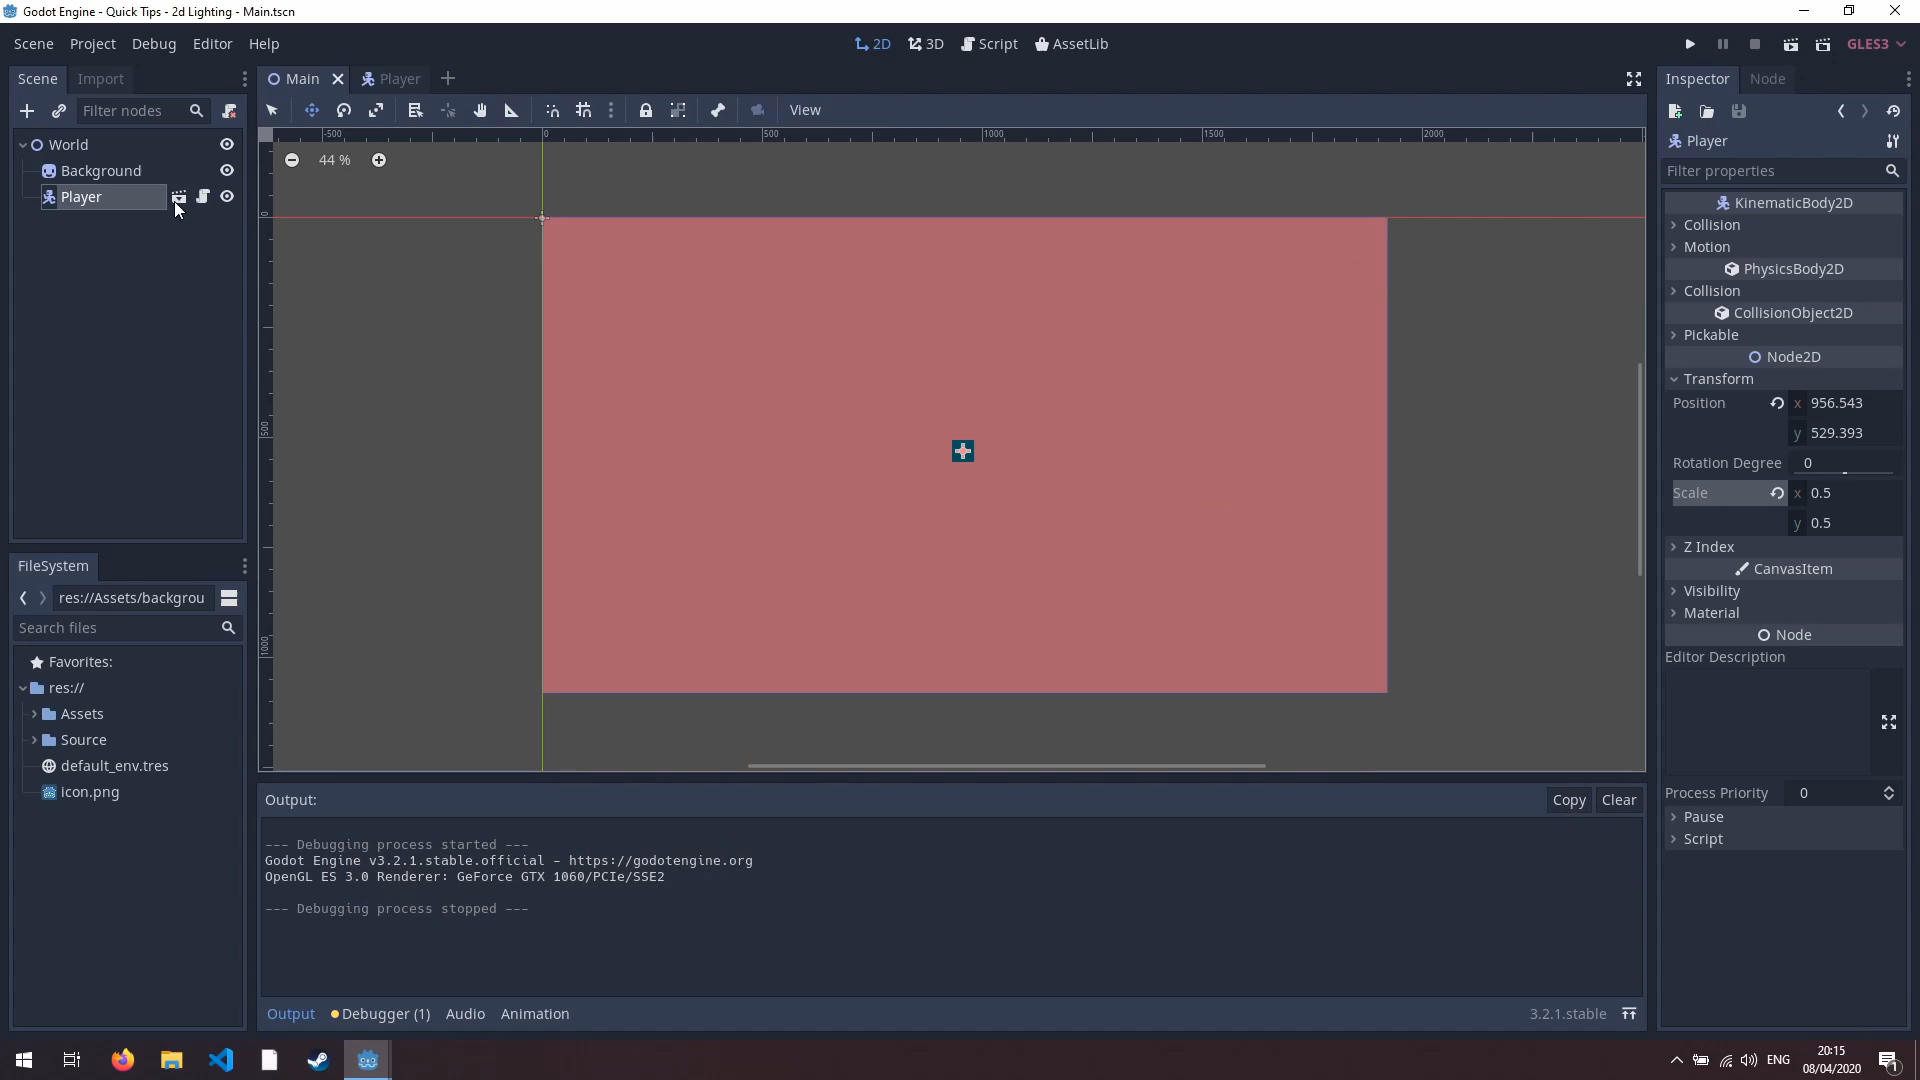 Godot Engine - Quick Tips - 2d Lighting - Main.tscn
Scene Project Debug Editor Help
2D 3D Script AssetLib
GLES3
Scene Import
Main Player
Inspector Node
Filter nodes
View
Player
World
Background
Player
-500 0 500 1000 1500 2000
44 %
0
500
1000
Filter properties
KinematicBody2D
Collision
Motion
PhysicsBody2D
Collision
CollisionObject2D
Pickable
Node2D
Transform
Position x 956.543
y 529.393
Rotation Degree 0
Scale x 0.5
y 0.5
Z Index
CanvasItem
Visibility
Material
Node
Editor Description
Process Priority 0
Pause
Script
FileSystem
res://Assets/backgrou
Search files
Favorites:
res://
Assets
Source
default_env.tres
icon.png
Output: Copy Clear
--- Debugging process started ---
Godot Engine v3.2.1.stable.official - https://godotengine.org
OpenGL ES 3.0 Renderer: GeForce GTX 1060/PCIe/SSE2
--- Debugging process stopped ---
Output Debugger (1) Audio Animation 3.2.1.stable
ENG
20:15
08/04/2020
1